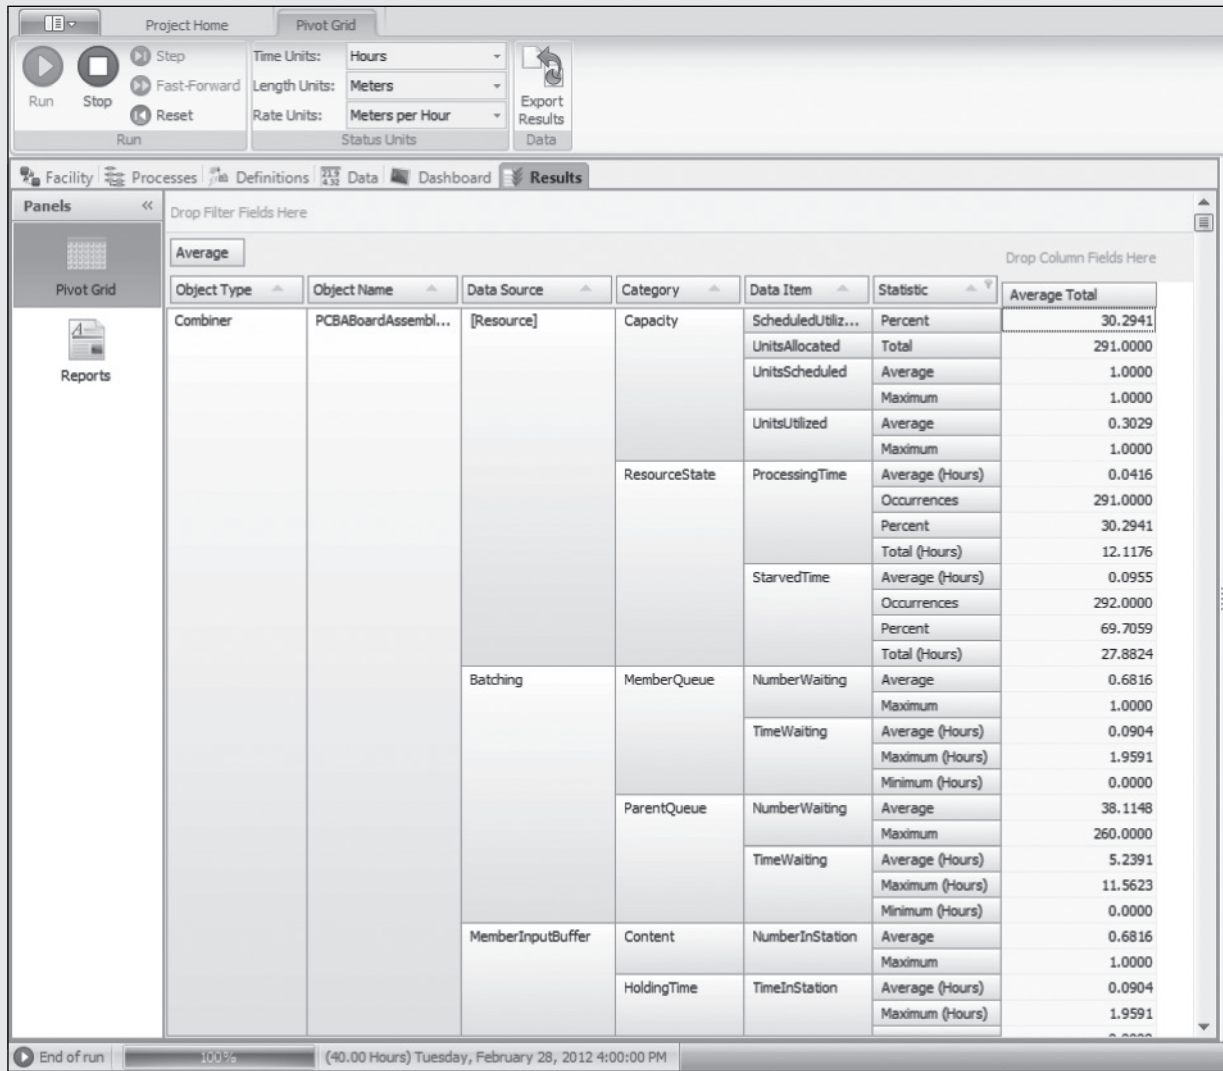 Project Home Pivot Grid
Run Stop Step Fast-Forward Reset
Run
Time Units: Hours
Length Units: Meters
Rate Units: Meters per Hour
Status Units
Export Results
Data
Facility Processes Definitions Data Dashboard Results
Panels «
Pivot Grid
Reports
Drop Filter Fields Here
Average
Drop Column Fields Here
Object Type Object Name Data Source Category Data Item Statistic Average Total
Combiner PCBABoardAssembl... [Resource] Capacity ScheduledUtiliz... Percent 30.2941
UnitsAllocated Total 291.0000
UnitsScheduled Average 1.0000
Maximum 1.0000
UnitsUtilized Average 0.3029
Maximum 1.0000
ResourceState ProcessingTime Average (Hours) 0.0416
Occurrences 291.0000
Percent 30.2941
Total (Hours) 12.1176
StarvedTime Average (Hours) 0.0955
Occurrences 292.0000
Percent 69.7059
Total (Hours) 27.8824
Batching MemberQueue NumberWaiting Average 0.6816
Maximum 1.0000
TimeWaiting Average (Hours) 0.0904
Maximum (Hours) 1.9591
Minimum (Hours) 0.0000
ParentQueue NumberWaiting Average 38.1148
Maximum 260.0000
TimeWaiting Average (Hours) 5.2391
Maximum (Hours) 11.5623
Minimum (Hours) 0.0000
MemberInputBuffer Content NumberInStation Average 0.6816
Maximum 1.0000
HoldingTime TimeInStation Average (Hours) 0.0904
Maximum (Hours) 1.9591
End of run 100% (40.00 Hours) Tuesday, February 28, 2012 4:00:00 PM